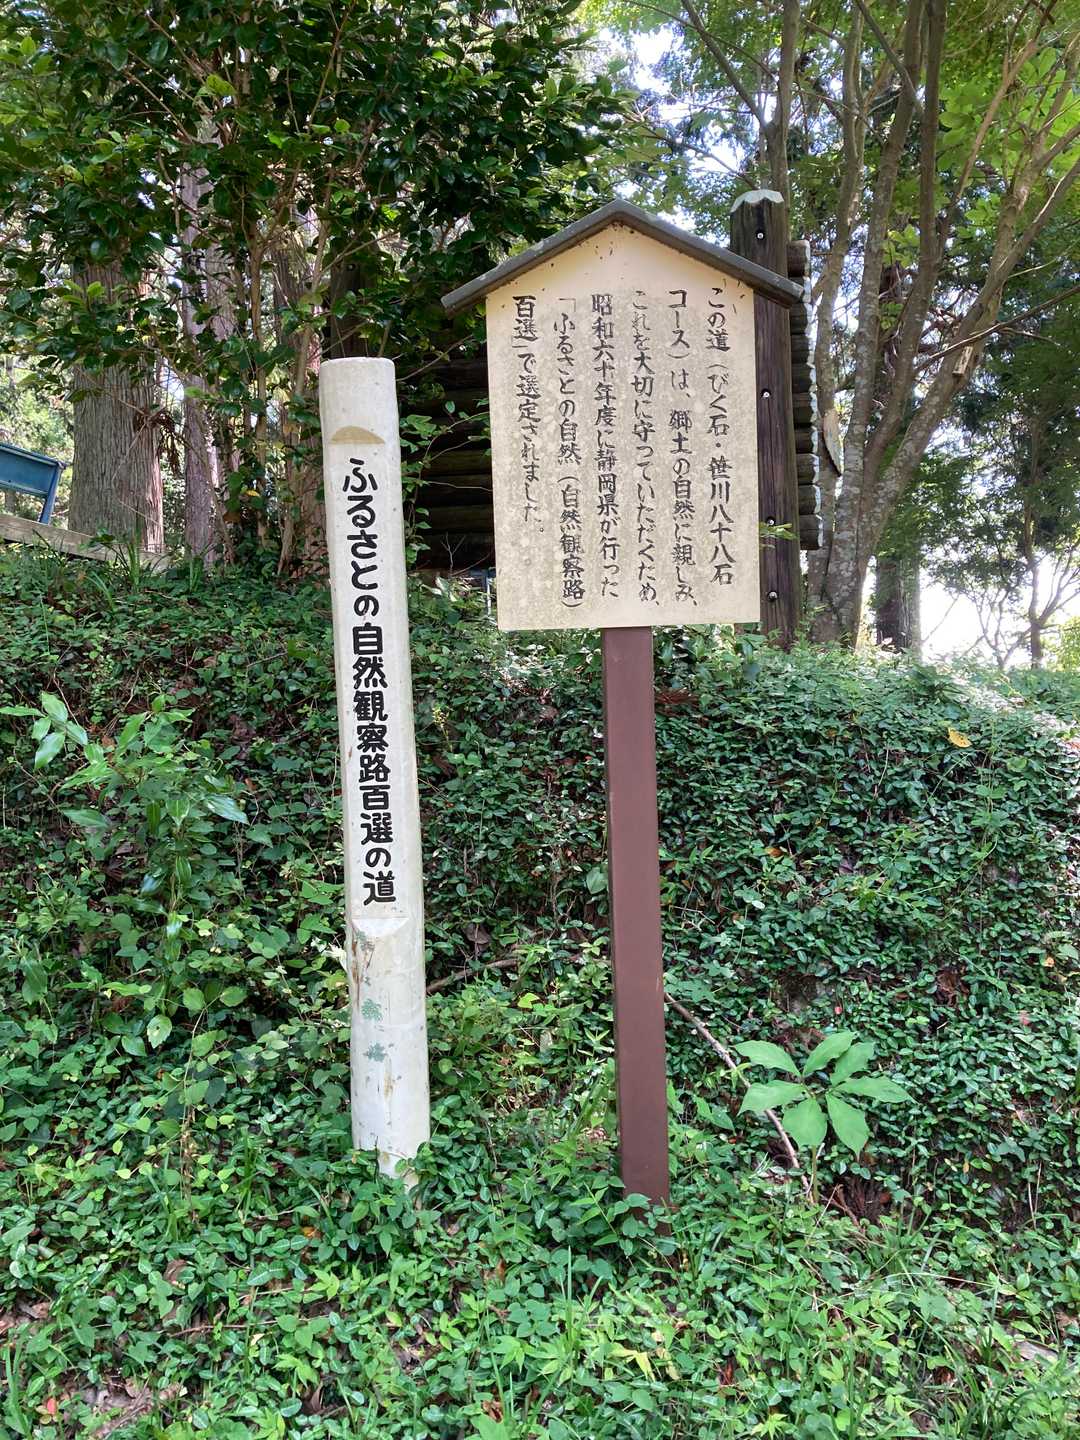 この道（びく石・笹川八十八石
コース）は、郷土の自然に親しみ、
これを大切に守っていただくため、
昭和六十年度に静岡県が行った
「ふるさとの自然（自然観察路）
百選」で選定されました。
ふるさとの自然観察路百選の道